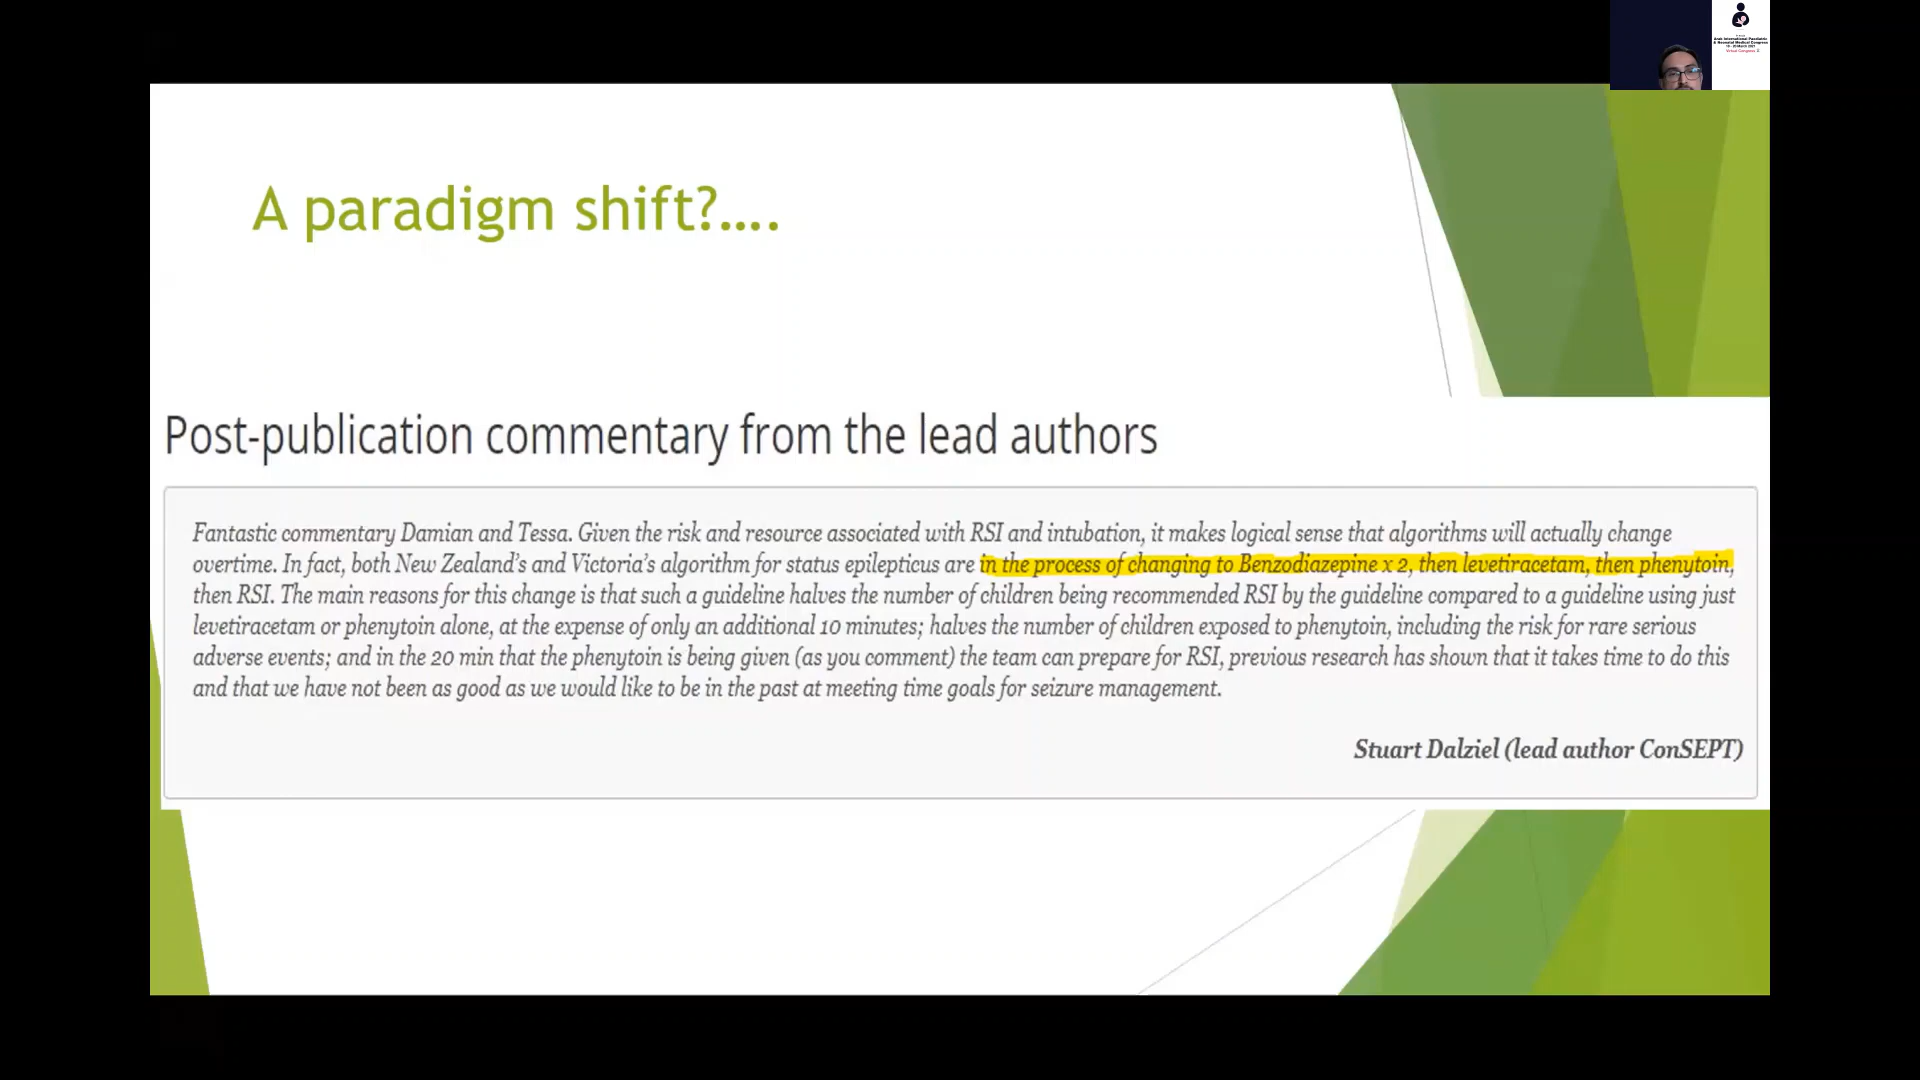 Arab International Paediatric
& Neonatal Medical Congress
Virtual Congress
A paradigm shift?....
Post-publication commentary from the lead authors
Fantastic commentary Damian and Tessa. Given the risk and resource associated with RSI and intubation, it makes logical sense that algorithms will actually change
overtime. In fact, both New Zealand's and Victoria's algorithm for status epilepticus are in the process of changing to Benzodiazepine x 2, then levetiracetam, then phenytoin,
then RSI. The main reasons for this change is that such a guideline halves the number of children being recommended RSI by the guideline compared to a guideline using just
levetiracetam or phenytoin alone, at the expense of only an additional 10 minutes; halves the number of children exposed to phenytoin, including the risk for rare serious
adverse events; and in the 20 min that the phenytoin is being given (as you comment) the team can prepare for RSI, previous research has shown that it takes time to do this
and that we have not been as good as we would like to be in the past at meeting time goals for seizure management.
Stuart Dalziel (lead author ConSEPT)